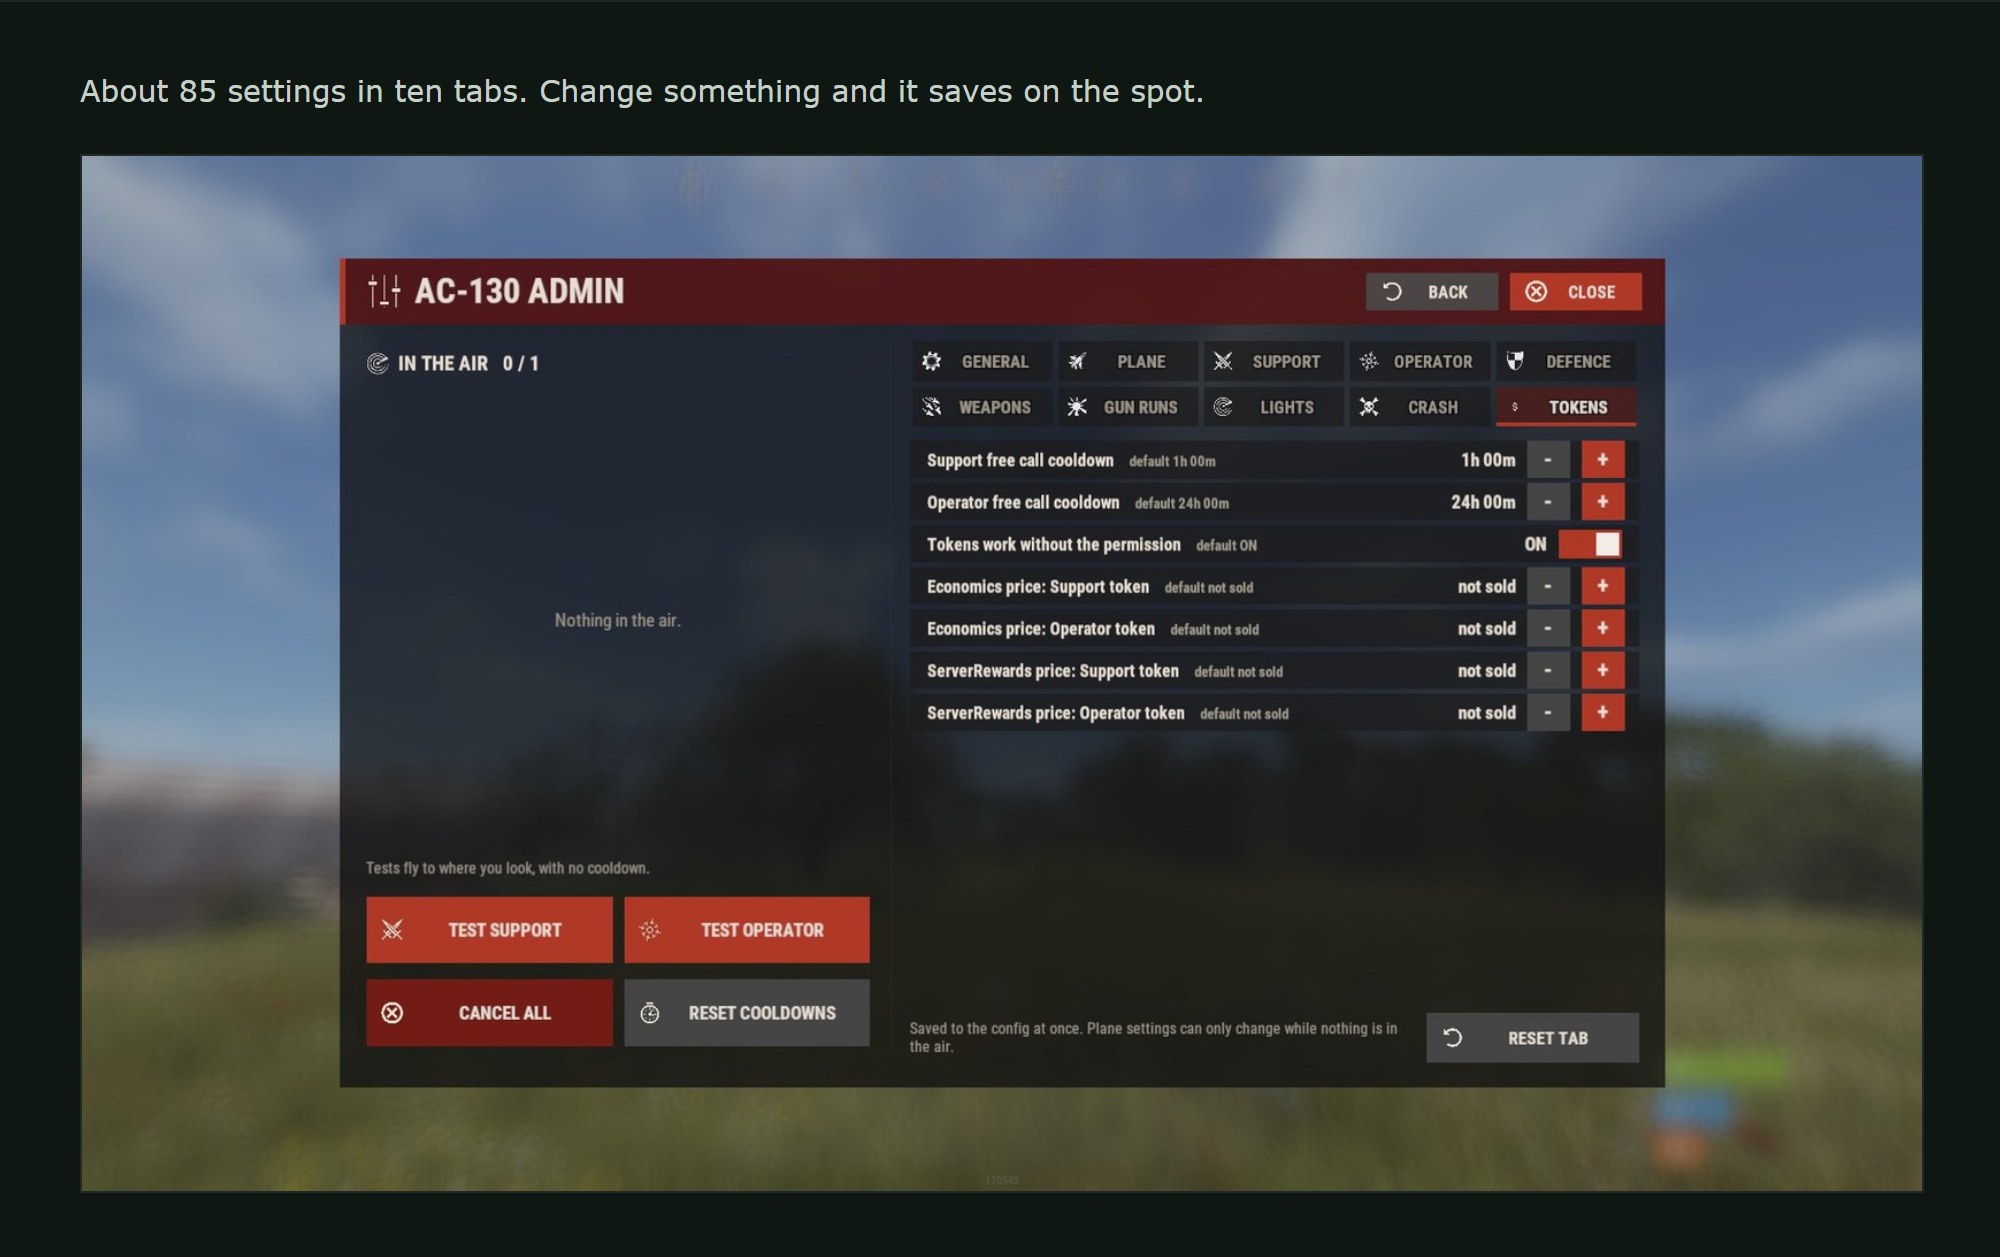 About 85 settings in ten tabs. Change something and it saves on the spot.
AC-130 ADMIN
BACK
CLOSE
IN THE AIR 0 / 1
GENERAL
PLANE
SUPPORT
OPERATOR
DEFENCE
WEAPONS
GUN RUNS
LIGHTS
CRASH
$ TOKENS
Support free call cooldown default 1h 00m 1h 00m - +
Operator free call cooldown default 24h 00m 24h 00m - +
Tokens work without the permission default ON ON
Economics price: Support token default not sold not sold - +
Economics price: Operator token default not sold not sold - +
ServerRewards price: Support token default not sold not sold - +
ServerRewards price: Operator token default not sold not sold - +
Nothing in the air.
Tests fly to where you look, with no cooldown.
TEST SUPPORT
TEST OPERATOR
CANCEL ALL
RESET COOLDOWNS
Saved to the config at once. Plane settings can only change while nothing is in
the air.
RESET TAB